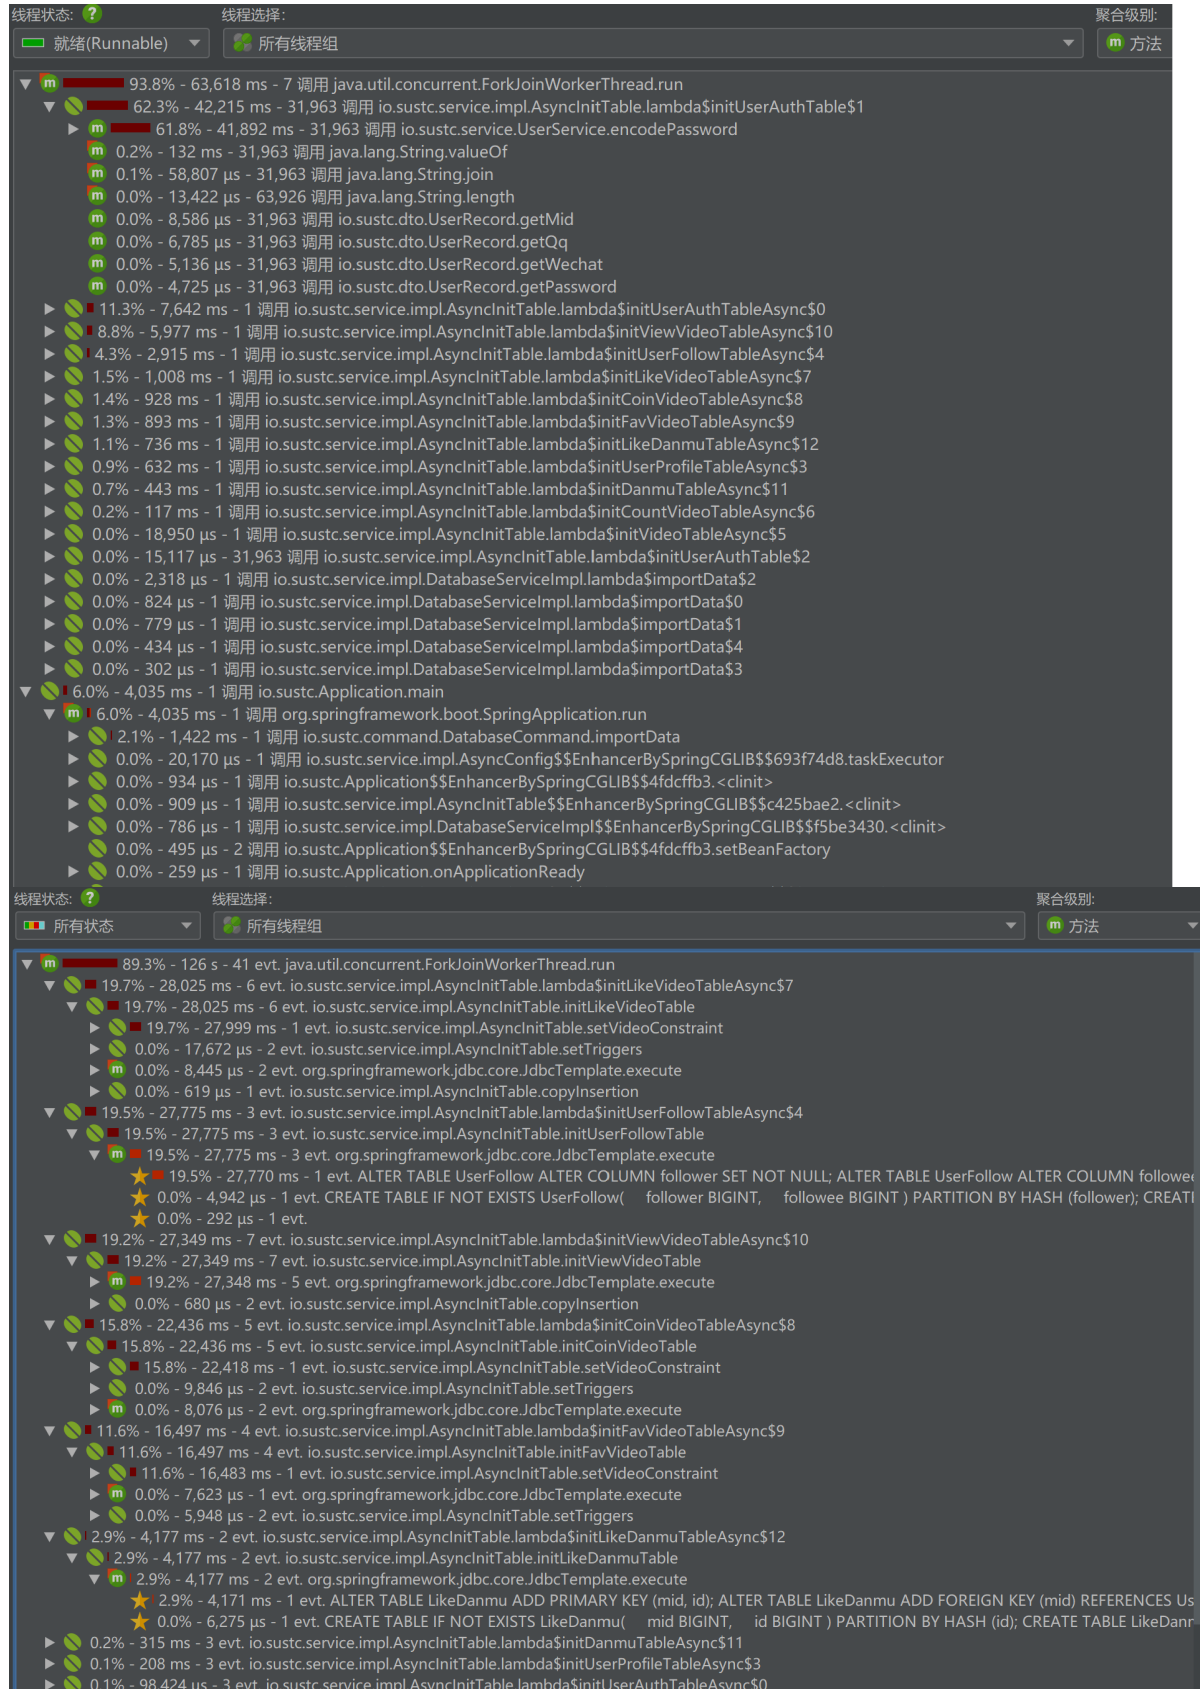 线程状态: ?
线程选择:
聚合级别:
就绪(Runnable)
所有线程组
m 方法
m 93.8% - 63,618 ms - 7 调用 java.util.concurrent.ForkJoinWorkerThread.run
62.3% - 42,215 ms - 31,963 调用 io.sustc.service.impl.AsyncInitTable.lambda$initUserAuthTable$1
m 61.8% - 41,892 ms - 31,963 调用 io.sustc.service.UserService.encodePassword
m 0.2% - 132 ms - 31,963 调用 java.lang.String.valueOf
m 0.1% - 58,807 µs - 31,963 调用 java.lang.String.join
m 0.0% - 13,422 µs - 63,926 调用 java.lang.String.length
m 0.0% - 8,586 µs - 31,963 调用 io.sustc.dto.UserRecord.getMid
m 0.0% - 6,785 µs - 31,963 调用 io.sustc.dto.UserRecord.getQq
m 0.0% - 5,136 µs - 31,963 调用 io.sustc.dto.UserRecord.getWechat
m 0.0% - 4,725 µs - 31,963 调用 io.sustc.dto.UserRecord.getPassword
11.3% - 7,642 ms - 1 调用 io.sustc.service.impl.AsyncInitTable.lambda$initUserAuthTableAsync$0
8.8% - 5,977 ms - 1 调用 io.sustc.service.impl.AsyncInitTable.lambda$initViewVideoTableAsync$10
4.3% - 2,915 ms - 1 调用 io.sustc.service.impl.AsyncInitTable.lambda$initUserFollowTableAsync$4
1.5% - 1,008 ms - 1 调用 io.sustc.service.impl.AsyncInitTable.lambda$initLikeVideoTableAsync$7
1.4% - 928 ms - 1 调用 io.sustc.service.impl.AsyncInitTable.lambda$initCoinVideoTableAsync$8
1.3% - 893 ms - 1 调用 io.sustc.service.impl.AsyncInitTable.lambda$initFavVideoTableAsync$9
1.1% - 736 ms - 1 调用 io.sustc.service.impl.AsyncInitTable.lambda$initLikeDanmuTableAsync$12
0.9% - 632 ms - 1 调用 io.sustc.service.impl.AsyncInitTable.lambda$initUserProfileTableAsync$3
0.7% - 443 ms - 1 调用 io.sustc.service.impl.AsyncInitTable.lambda$initDanmuTableAsync$11
0.2% - 117 ms - 1 调用 io.sustc.service.impl.AsyncInitTable.lambda$initCountVideoTableAsync$6
0.0% - 18,950 µs - 1 调用 io.sustc.service.impl.AsyncInitTable.lambda$initVideoTableAsync$5
0.0% - 15,117 µs - 31,963 调用 io.sustc.service.impl.AsyncInitTable.lambda$initUserAuthTable$2
0.0% - 2,318 µs - 1 调用 io.sustc.service.impl.DatabaseServiceImpl.lambda$importData$2
0.0% - 824 µs - 1 调用 io.sustc.service.impl.DatabaseServiceImpl.lambda$importData$0
0.0% - 779 µs - 1 调用 io.sustc.service.impl.DatabaseServiceImpl.lambda$importData$1
0.0% - 434 µs - 1 调用 io.sustc.service.impl.DatabaseServiceImpl.lambda$importData$4
0.0% - 302 µs - 1 调用 io.sustc.service.impl.DatabaseServiceImpl.lambda$importData$3
6.0% - 4,035 ms - 1 调用 io.sustc.Application.main
m 6.0% - 4,035 ms - 1 调用 org.springframework.boot.SpringApplication.run
2.1% - 1,422 ms - 1 调用 io.sustc.command.DatabaseCommand.importData
0.0% - 20,170 µs - 1 调用 io.sustc.service.impl.AsyncConfig$$EnhancerBySpringCGLIB$$693f74d8.taskExecutor
0.0% - 934 µs - 1 调用 io.sustc.Application$$EnhancerBySpringCGLIB$$4fdcffb3.<clinit>
0.0% - 909 µs - 1 调用 io.sustc.service.impl.AsyncInitTable$$EnhancerBySpringCGLIB$$c425bae2.<clinit>
0.0% - 786 µs - 1 调用 io.sustc.service.impl.DatabaseServiceImpl$$EnhancerBySpringCGLIB$$f5be3430.<clinit>
0.0% - 495 µs - 2 调用 io.sustc.Application$$EnhancerBySpringCGLIB$$4fdcffb3.setBeanFactory
0.0% - 259 µs - 1 调用 io.sustc.Application.onApplicationReady
线程状态: ?
线程选择:
聚合级别:
所有状态
所有线程组
m 方法
m 89.3% - 126 s - 41 evt. java.util.concurrent.ForkJoinWorkerThread.run
19.7% - 28,025 ms - 6 evt. io.sustc.service.impl.AsyncInitTable.lambda$initLikeVideoTableAsync$7
19.7% - 28,025 ms - 6 evt. io.sustc.service.impl.AsyncInitTable.initLikeVideoTable
19.7% - 27,999 ms - 1 evt. io.sustc.service.impl.AsyncInitTable.setVideoConstraint
0.0% - 17,672 µs - 2 evt. io.sustc.service.impl.AsyncInitTable.setTriggers
m 0.0% - 8,445 µs - 2 evt. org.springframework.jdbc.core.JdbcTemplate.execute
0.0% - 619 µs - 1 evt. io.sustc.service.impl.AsyncInitTable.copyInsertion
19.5% - 27,775 ms - 3 evt. io.sustc.service.impl.AsyncInitTable.lambda$initUserFollowTableAsync$4
19.5% - 27,775 ms - 3 evt. io.sustc.service.impl.AsyncInitTable.initUserFollowTable
m 19.5% - 27,775 ms - 3 evt. org.springframework.jdbc.core.JdbcTemplate.execute
19.5% - 27,770 ms - 1 evt. ALTER TABLE UserFollow ALTER COLUMN follower SET NOT NULL; ALTER TABLE UserFollow ALTER COLUMN followee
0.0% - 4,942 µs - 1 evt. CREATE TABLE IF NOT EXISTS UserFollow( follower BIGINT, followee BIGINT ) PARTITION BY HASH (follower); CREATI
0.0% - 292 µs - 1 evt.
19.2% - 27,349 ms - 7 evt. io.sustc.service.impl.AsyncInitTable.lambda$initViewVideoTableAsync$10
19.2% - 27,349 ms - 7 evt. io.sustc.service.impl.AsyncInitTable.initViewVideoTable
m 19.2% - 27,348 ms - 5 evt. org.springframework.jdbc.core.JdbcTemplate.execute
0.0% - 680 µs - 2 evt. io.sustc.service.impl.AsyncInitTable.copyInsertion
15.8% - 22,436 ms - 5 evt. io.sustc.service.impl.AsyncInitTable.lambda$initCoinVideoTableAsync$8
15.8% - 22,436 ms - 5 evt. io.sustc.service.impl.AsyncInitTable.initCoinVideoTable
15.8% - 22,418 ms - 1 evt. io.sustc.service.impl.AsyncInitTable.setVideoConstraint
0.0% - 9,846 µs - 2 evt. io.sustc.service.impl.AsyncInitTable.setTriggers
m 0.0% - 8,076 µs - 2 evt. org.springframework.jdbc.core.JdbcTemplate.execute
11.6% - 16,497 ms - 4 evt. io.sustc.service.impl.AsyncInitTable.lambda$initFavVideoTableAsync$9
11.6% - 16,497 ms - 4 evt. io.sustc.service.impl.AsyncInitTable.initFavVideoTable
11.6% - 16,483 ms - 1 evt. io.sustc.service.impl.AsyncInitTable.setVideoConstraint
m 0.0% - 7,623 µs - 1 evt. org.springframework.jdbc.core.JdbcTemplate.execute
0.0% - 5,948 µs - 2 evt. io.sustc.service.impl.AsyncInitTable.setTriggers
2.9% - 4,177 ms - 2 evt. io.sustc.service.impl.AsyncInitTable.lambda$initLikeDanmuTableAsync$12
2.9% - 4,177 ms - 2 evt. io.sustc.service.impl.AsyncInitTable.initLikeDanmuTable
m 2.9% - 4,177 ms - 2 evt. org.springframework.jdbc.core.JdbcTemplate.execute
2.9% - 4,171 ms - 1 evt. ALTER TABLE LikeDanmu ADD PRIMARY KEY (mid, id); ALTER TABLE LikeDanmu ADD FOREIGN KEY (mid) REFERENCES Us
0.0% - 6,275 µs - 1 evt. CREATE TABLE IF NOT EXISTS LikeDanmu( mid BIGINT, id BIGINT ) PARTITION BY HASH (id); CREATE TABLE LikeDanr
0.2% - 315 ms - 3 evt. io.sustc.service.impl.AsyncInitTable.lambda$initDanmuTableAsync$11
0.1% - 208 ms - 3 evt. io.sustc.service.impl.AsyncInitTable.lambda$initUserProfileTableAsync$3
0.1% - 98,424 µs - 3 evt. io.sustc.service.impl.AsyncInitTable.lambda$initUserAuthTableAsync$0